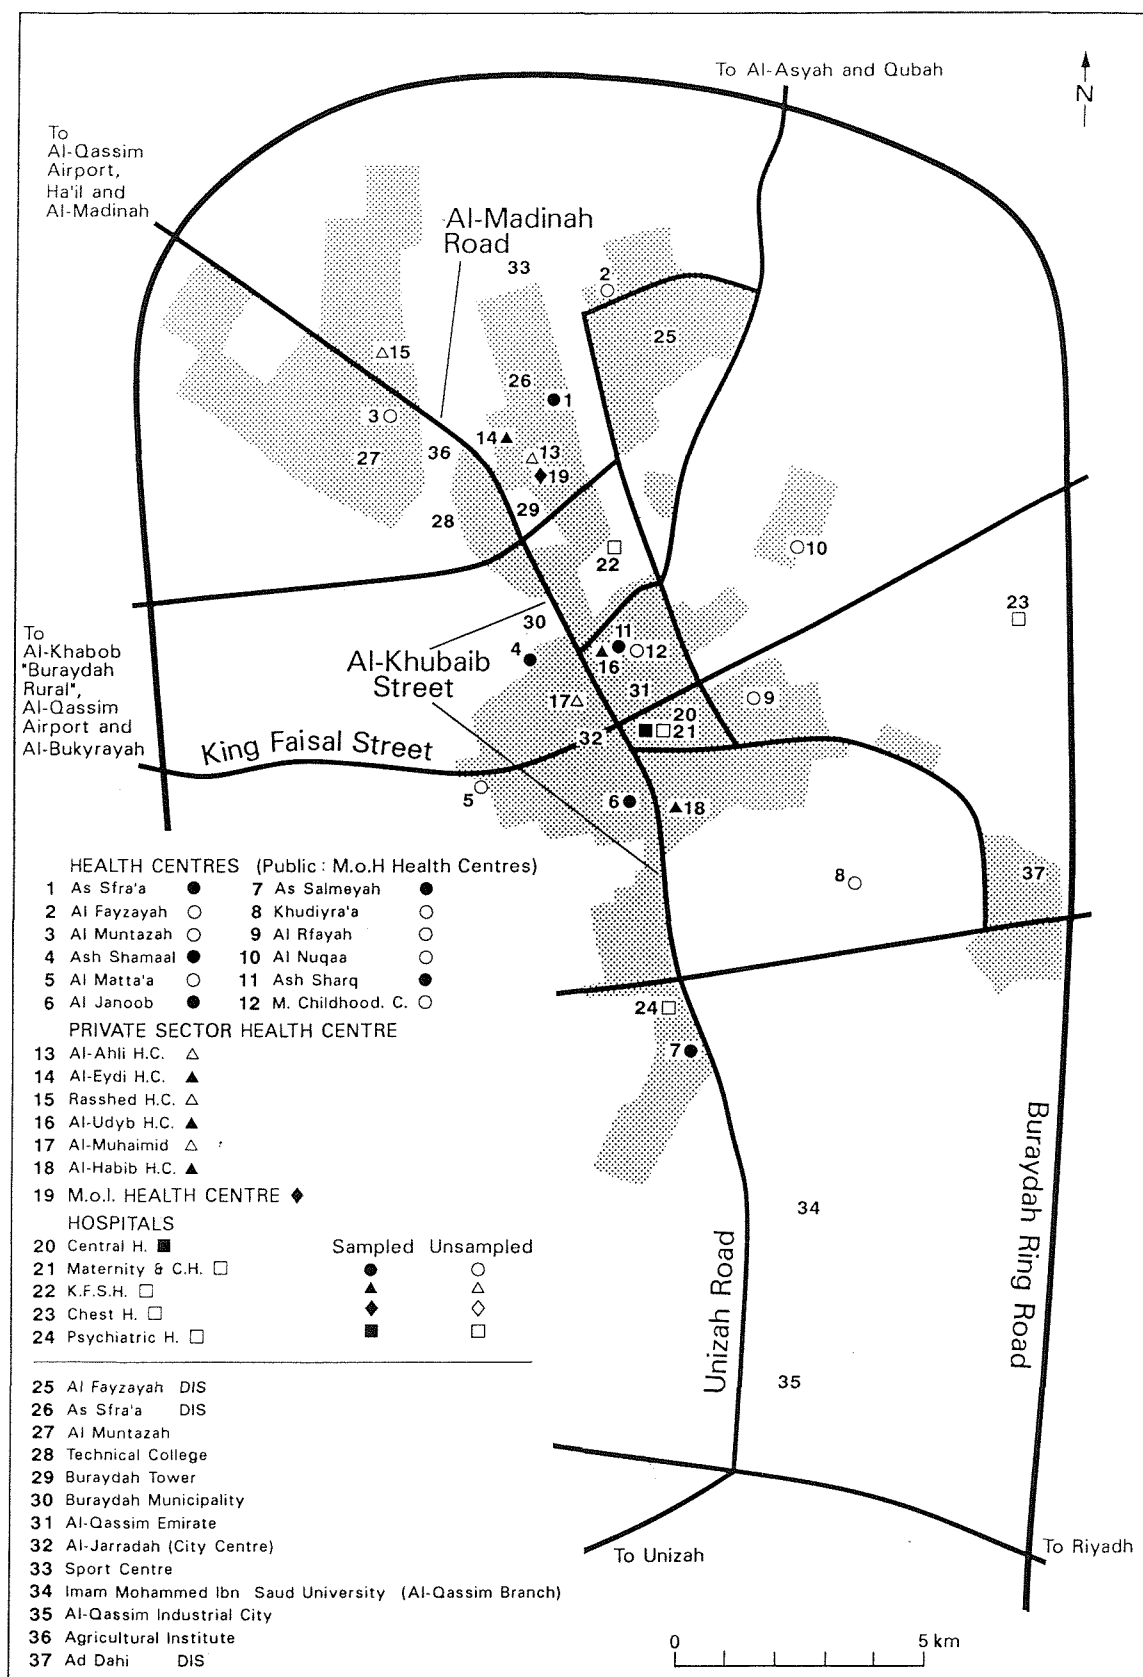 To Al-Asyah and Qubah
N
To
Al-Qassim
Airport,
Ha'il and
Al-Madinah
Al-Madinah
Road
33
2
25
15
26
1
3
14
13
36
27
19
29
28
22
10
23
30
11
4
12
16
To
Al-Khabob
"Buraydah
Rural",
Al-Qassim
Airport and
Al-Bukyrayah
Al-Khubaib
Street
31
17
9
20
21
32
King Faisal Street
5
6
18
8
37
24
7
34
35
Unizah Road
Buraydah Ring Road
To Unizah
To Riyadh
HEALTH CENTRES (Public : M.o.H Health Centres)
1 As Sfra'a ● 7 As Salmeyah ●
2 Al Fayzayah ○ 8 Khudiyra'a ○
3 Al Muntazah ○ 9 Al Rfayah ○
4 Ash Shamaal ● 10 Al Nuqaa ○
5 Al Matta'a ○ 11 Ash Sharq ●
6 Al Janoob ● 12 M. Childhood. C. ○
PRIVATE SECTOR HEALTH CENTRE
13 Al-Ahli H.C. △
14 Al-Eydi H.C. ▲
15 Rasshed H.C. △
16 Al-Udyb H.C. ▲
17 Al-Muhaimid △
18 Al-Habib H.C. ▲
19 M.o.I. HEALTH CENTRE ♦
HOSPITALS
20 Central H. ■ Sampled Unsampled
21 Maternity & C.H. □ ● ○
22 K.F.S.H. □ ▲ △
23 Chest H. □ ♦ ◇
24 Psychiatric H. □ ■ □
25 Al Fayzayah DIS
26 As Sfra'a DIS
27 Al Muntazah
28 Technical College
29 Buraydah Tower
30 Buraydah Municipality
31 Al-Qassim Emirate
32 Al-Jarradah (City Centre)
33 Sport Centre
34 Imam Mohammed Ibn Saud University (Al-Qassim Branch)
35 Al-Qassim Industrial City
36 Agricultural Institute
37 Ad Dahi DIS
0 5 km